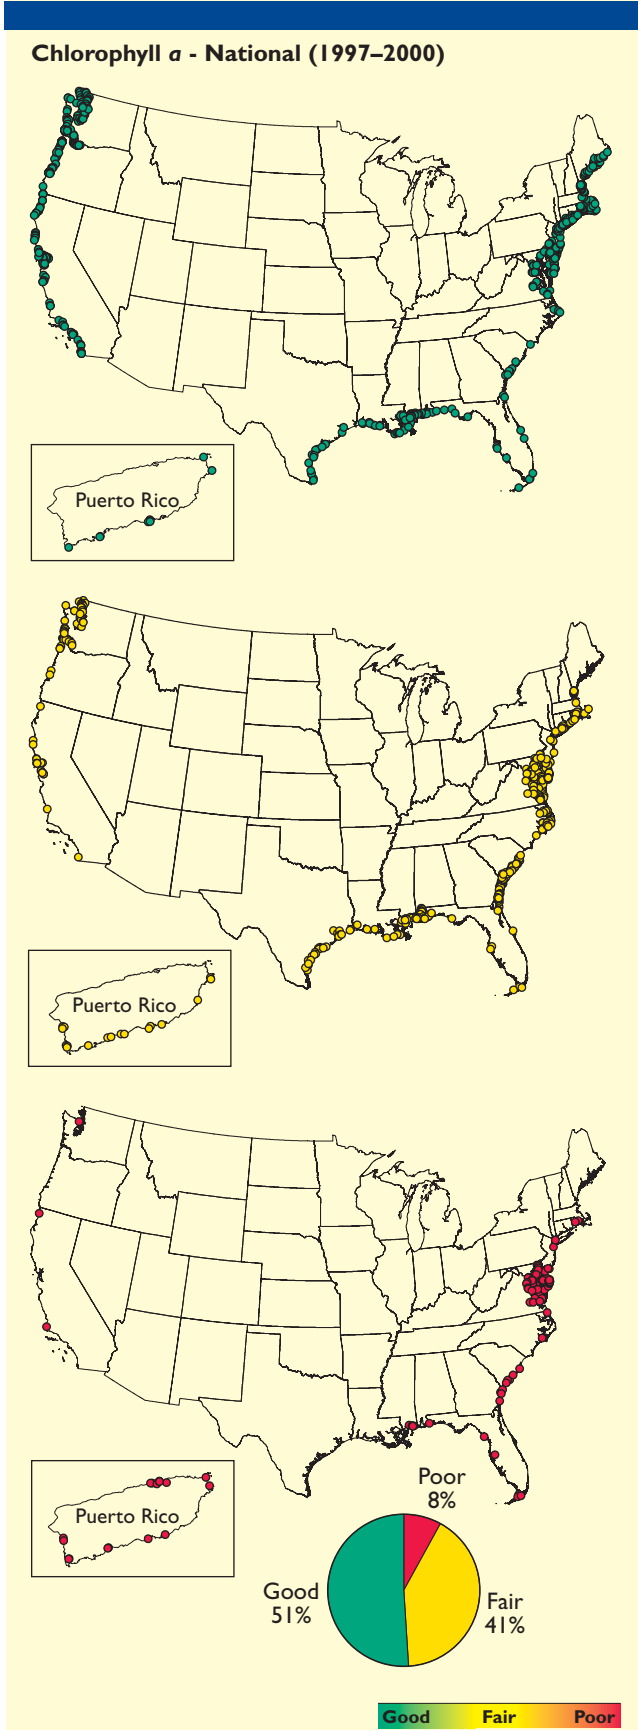 Chlorophyll a - National (1997–2000)
Puerto Rico
Puerto Rico
Puerto Rico
Poor
8%
Good
51%
Fair
41%
Good Fair Poor